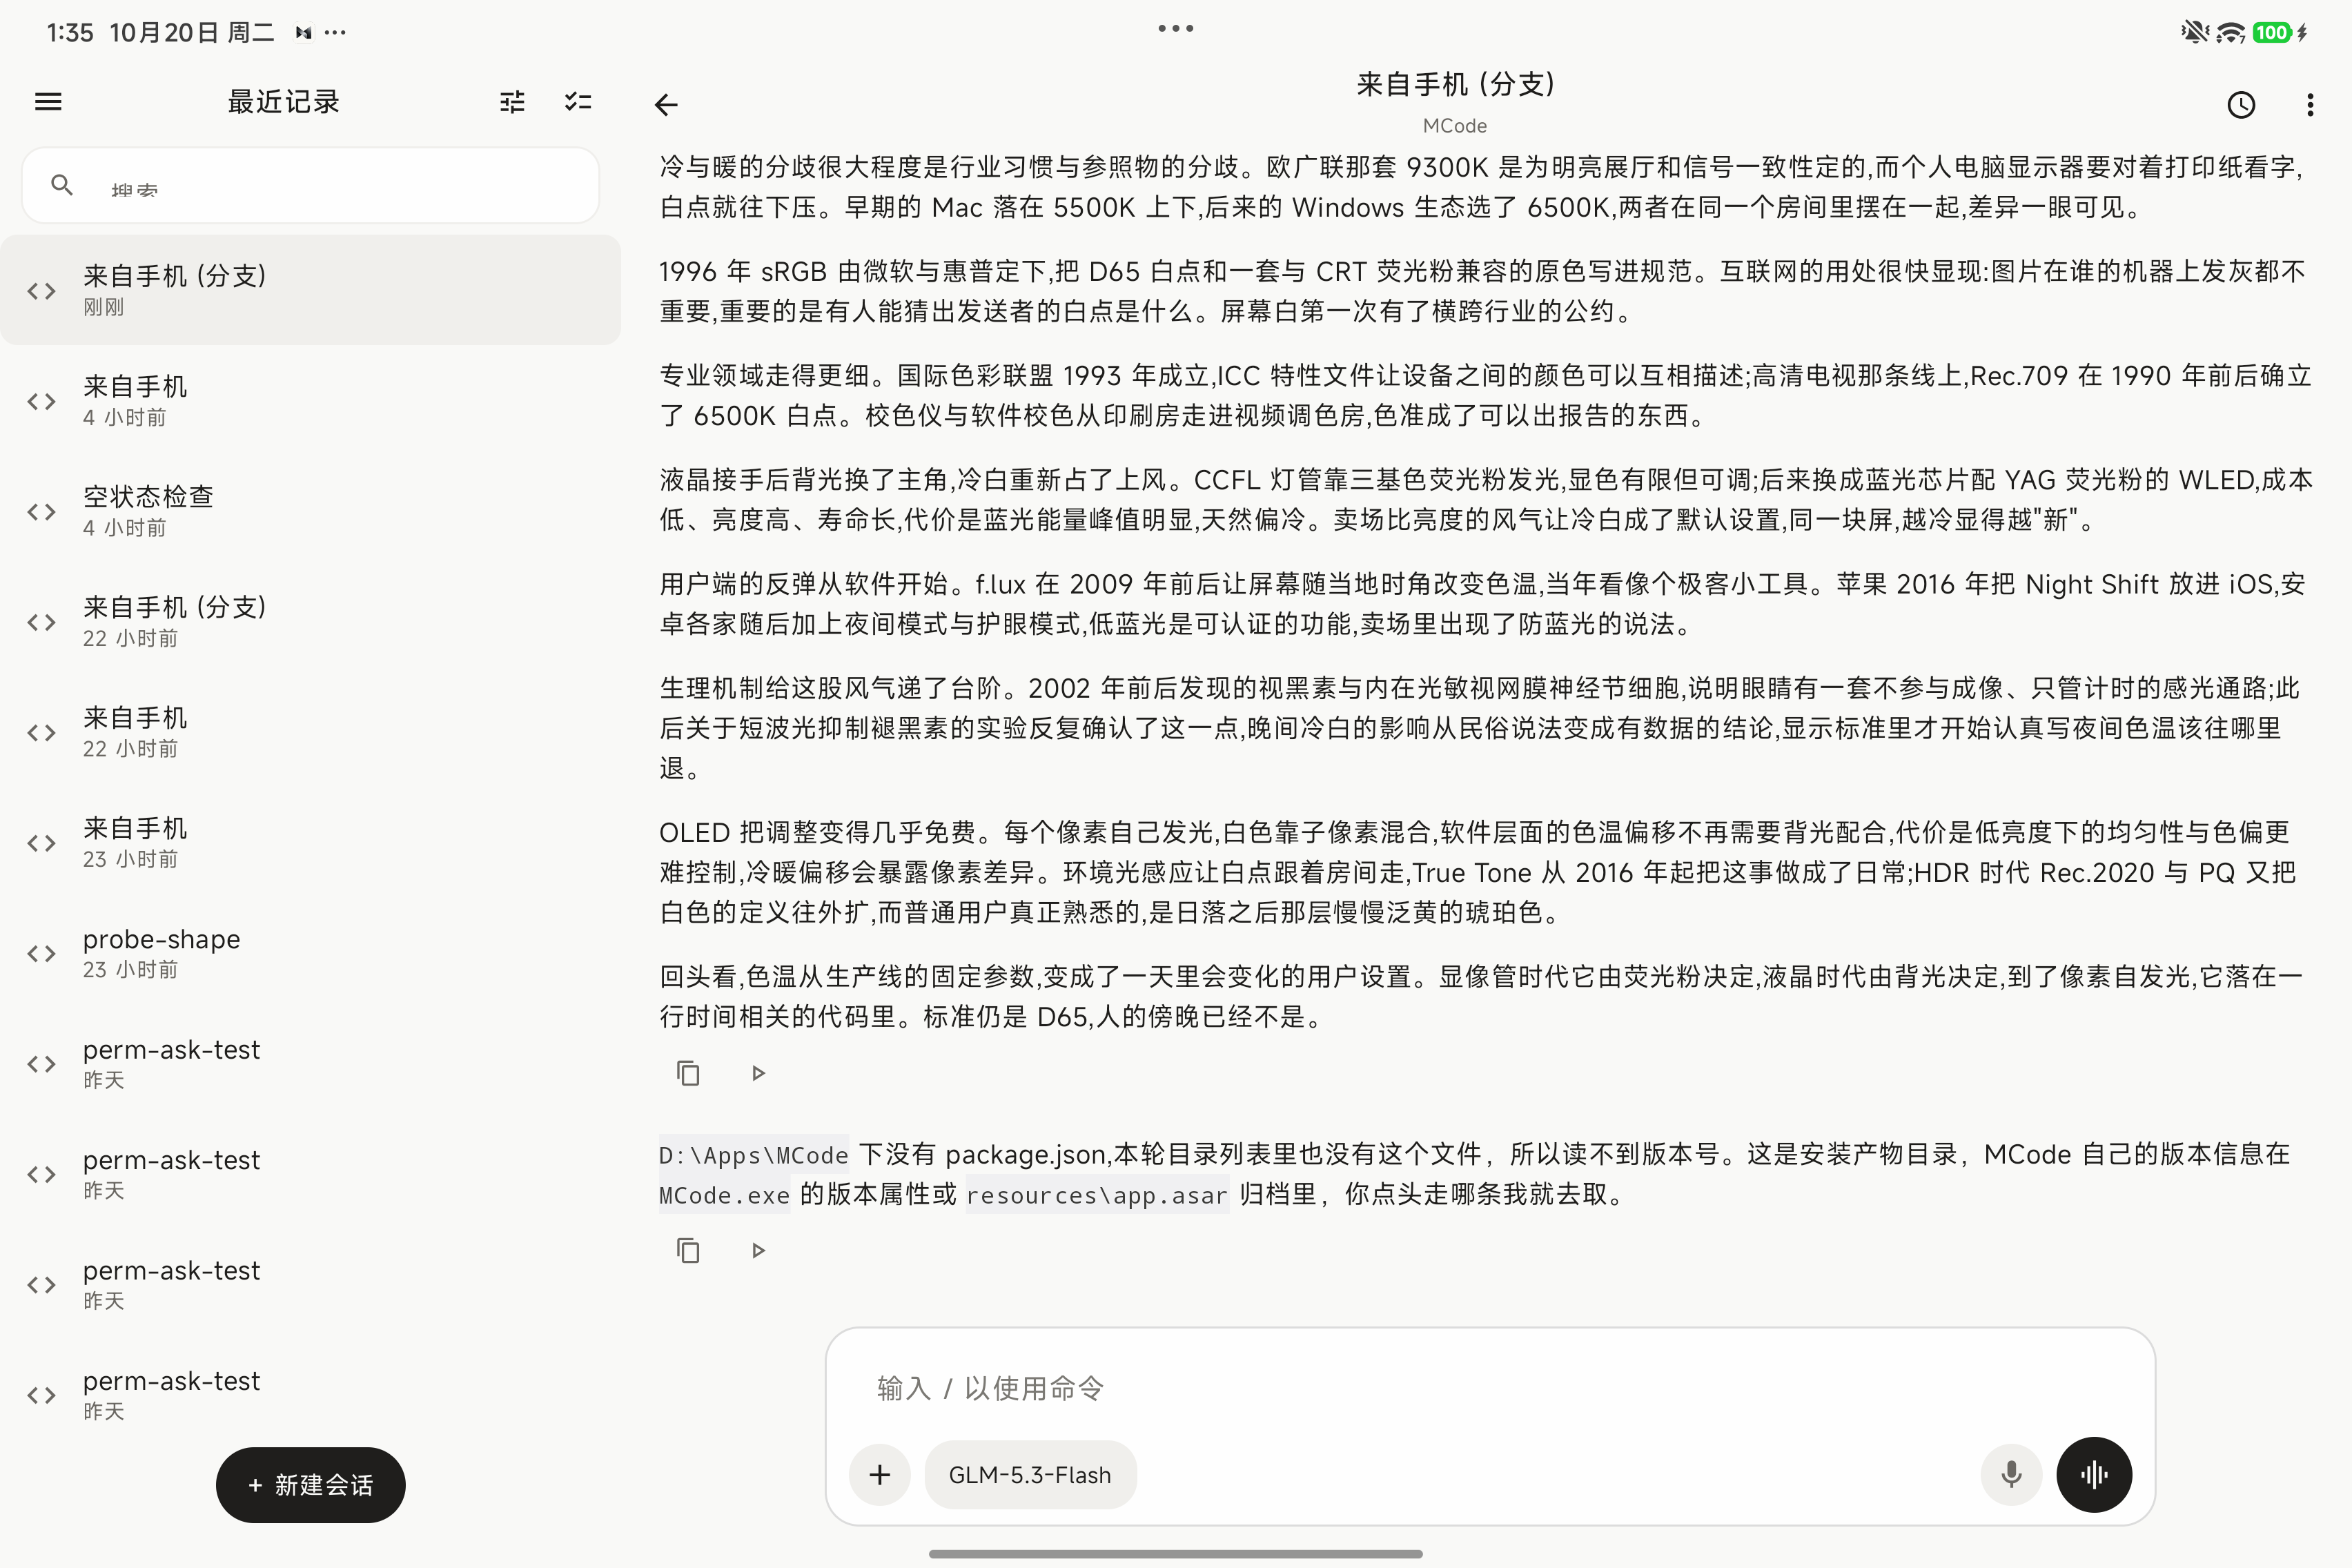 1:35 10月20日 周二
100
最近记录
搜索
来自手机 (分支)
刚刚
来自手机
4 小时前
空状态检查
4 小时前
来自手机 (分支)
22 小时前
来自手机
22 小时前
来自手机
23 小时前
probe-shape
23 小时前
perm-ask-test
昨天
perm-ask-test
昨天
perm-ask-test
昨天
perm-ask-test
昨天
+ 新建会话
来自手机 (分支)
MCode
冷与暖的分歧很大程度是行业习惯与参照物的分歧。欧广联那套 9300K 是为明亮展厅和信号一致性定的,而个人电脑显示器要对着打印纸看字,
白点就往下压。早期的 Mac 落在 5500K 上下,后来的 Windows 生态选了 6500K,两者在同一个房间里摆在一起,差异一眼可见。
1996 年 sRGB 由微软与惠普定下,把 D65 白点和一套与 CRT 荧光粉兼容的原色写进规范。互联网的用处很快显现:图片在谁的机器上发灰都不
重要,重要的是有人能猜出发送者的白点是什么。屏幕白第一次有了横跨行业的公约。
专业领域走得更细。国际色彩联盟 1993 年成立,ICC 特性文件让设备之间的颜色可以互相描述;高清电视那条线上,Rec.709 在 1990 年前后确立
了 6500K 白点。校色仪与软件校色从印刷房走进视频调色房,色准成了可以出报告的东西。
液晶接手后背光换了主角,冷白重新占了上风。CCFL 灯管靠三基色荧光粉发光,显色有限但可调;后来换成蓝光芯片配 YAG 荧光粉的 WLED,成本
低、亮度高、寿命长,代价是蓝光能量峰值明显,天然偏冷。卖场比亮度的风气让冷白成了默认设置,同一块屏,越冷显得越"新"。
用户端的反弹从软件开始。f.lux 在 2009 年前后让屏幕随当地时角改变色温,当年看像个极客小工具。苹果 2016 年把 Night Shift 放进 iOS,安
卓各家随后加上夜间模式与护眼模式,低蓝光是可认证的功能,卖场里出现了防蓝光的说法。
生理机制给这股风气递了台阶。2002 年前后发现的视黑素与内在光敏视网膜神经节细胞,说明眼睛有一套不参与成像、只管计时的感光通路;此
后关于短波光抑制褪黑素的实验反复确认了这一点,晚间冷白的影响从民俗说法变成有数据的结论,显示标准里才开始认真写夜间色温该往哪里
退。
OLED 把调整变得几乎免费。每个像素自己发光,白色靠子像素混合,软件层面的色温偏移不再需要背光配合,代价是低亮度下的均匀性与色偏更
难控制,冷暖偏移会暴露像素差异。环境光感应让白点跟着房间走,True Tone 从 2016 年起把这事做成了日常;HDR 时代 Rec.2020 与 PQ 又把
白色的定义往外扩,而普通用户真正熟悉的,是日落之后那层慢慢泛黄的琥珀色。
回头看,色温从生产线的固定参数,变成了一天里会变化的用户设置。显像管时代它由荧光粉决定,液晶时代由背光决定,到了像素自发光,它落在一
行时间相关的代码里。标准仍是 D65,人的傍晚已经不是。
D:\Apps\MCode 下没有 package.json,本轮目录列表里也没有这个文件，所以读不到版本号。这是安装产物目录，MCode 自己的版本信息在
MCode.exe 的版本属性或 resources\app.asar 归档里，你点头走哪条我就去取。
输入 / 以使用命令
GLM-5.3-Flash